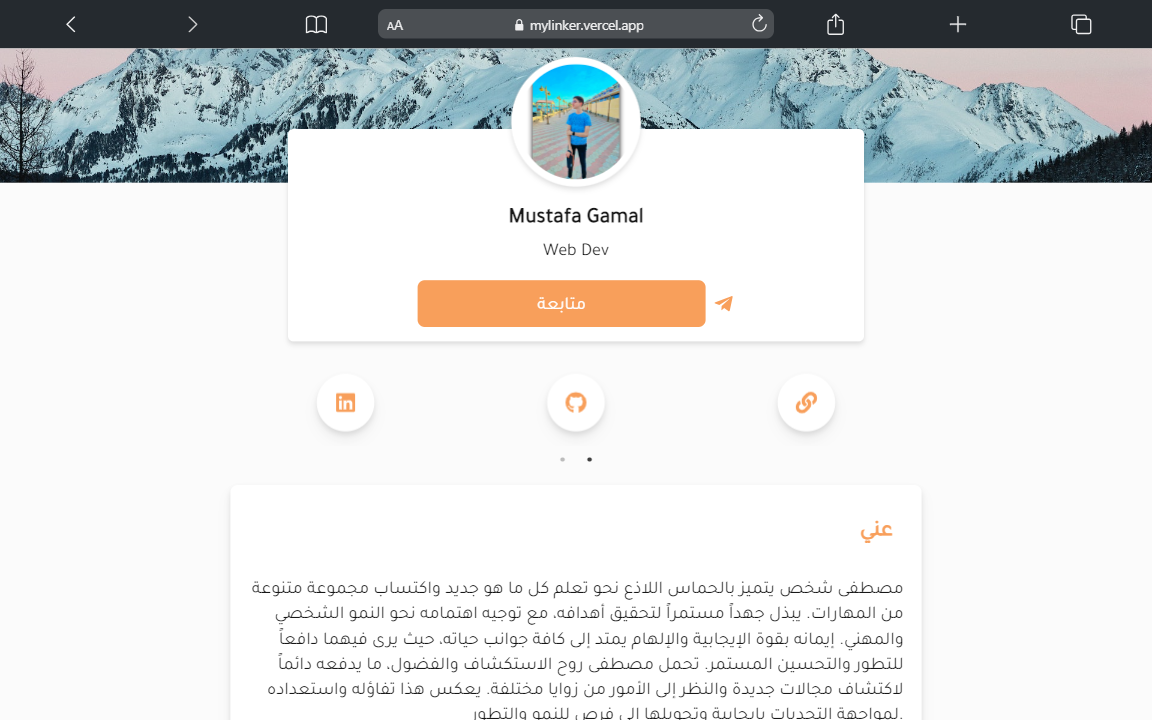 AA
mylinker.vercel.app
Mustafa Gamal
Web Dev
متابعة
in
عني
مصطفى شخص يتميز بالحماس اللاذع نحو تعلم كل ما هو جديد واكتساب مجموعة متنوعة
من المهارات. يبذل جهداً مستمراً لتحقيق أهدافه، مع توجيه اهتمامه نحو النمو الشخصي
والمهني. إيمانه بقوة الإيجابية والإلهام يمتد إلى كافة جوانب حياته، حيث يرى فيهما دافعاً
للتطور والتحسين المستمر. تحمل مصطفى روح الاستكشاف والفضول، ما يدفعه دائماً
لاكتشاف مجالات جديدة والنظر إلى الأمور من زوايا مختلفة. يعكس هذا تفاؤله واستعداده
لمواجهة التحديات بإيجابية وتحويلها إلى فرص للنمو والتطور.